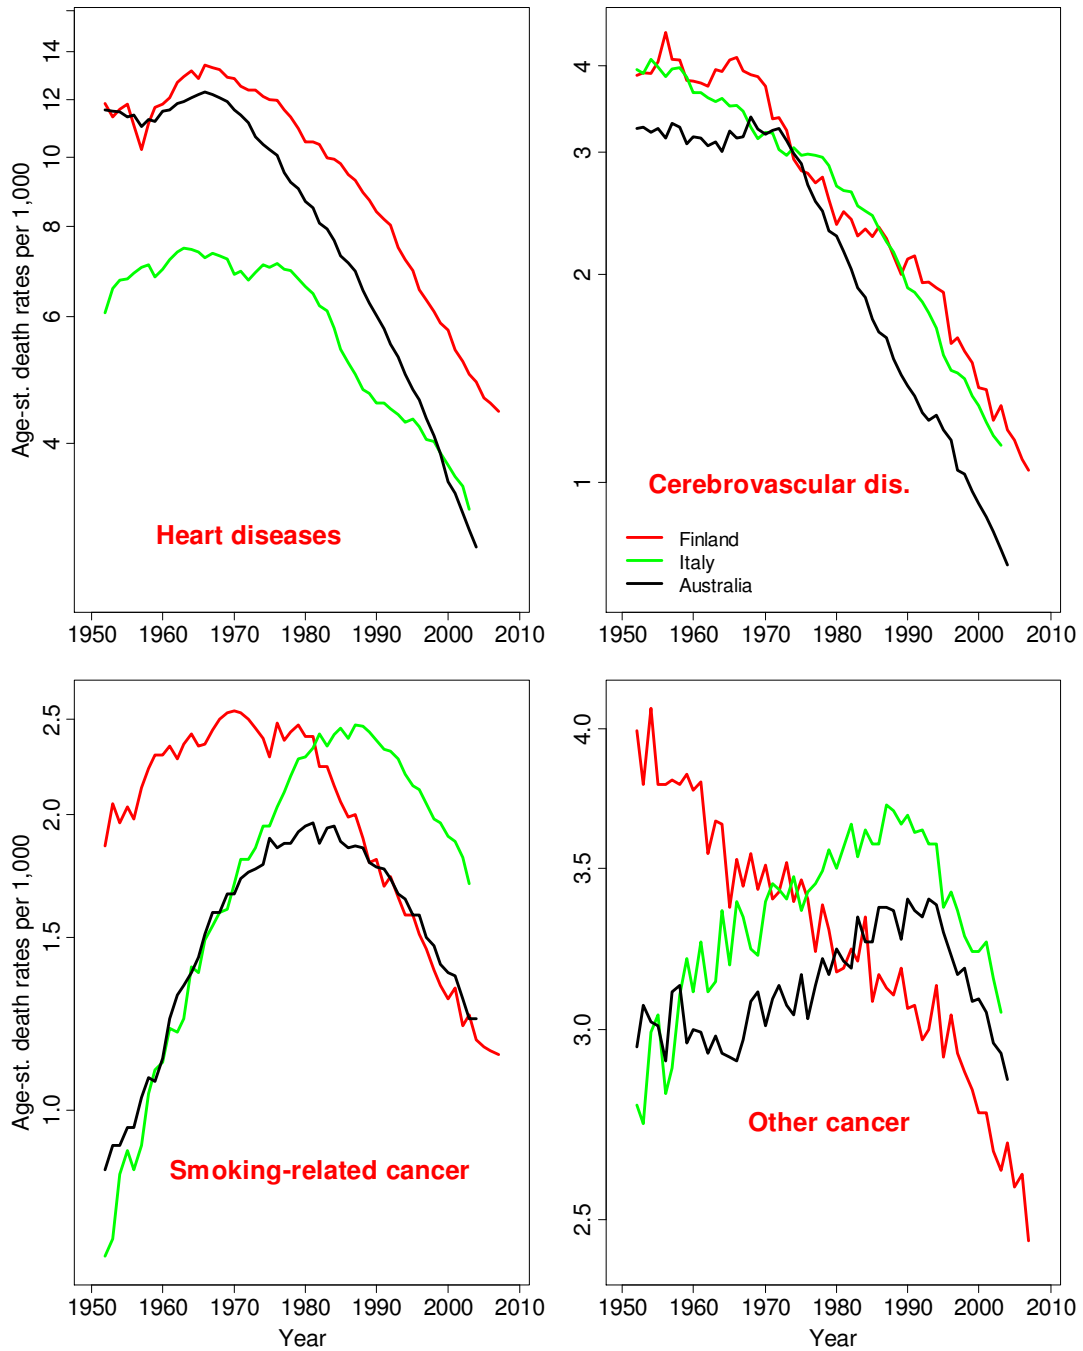 Age-st. death rates per 1,000
14
12
10
8
6
4
Heart diseases
1950 1960 1970 1980 1990 2000 2010
4
3
2
1
Cerebrovascular dis.
Finland
Italy
Australia
1950 1960 1970 1980 1990 2000 2010
Age-st. death rates per 1,000
2.5
2.0
1.5
1.0
Smoking-related cancer
1950 1960 1970 1980 1990 2000 2010
Year
4.0
3.5
3.0
2.5
Other cancer
1950 1960 1970 1980 1990 2000 2010
Year